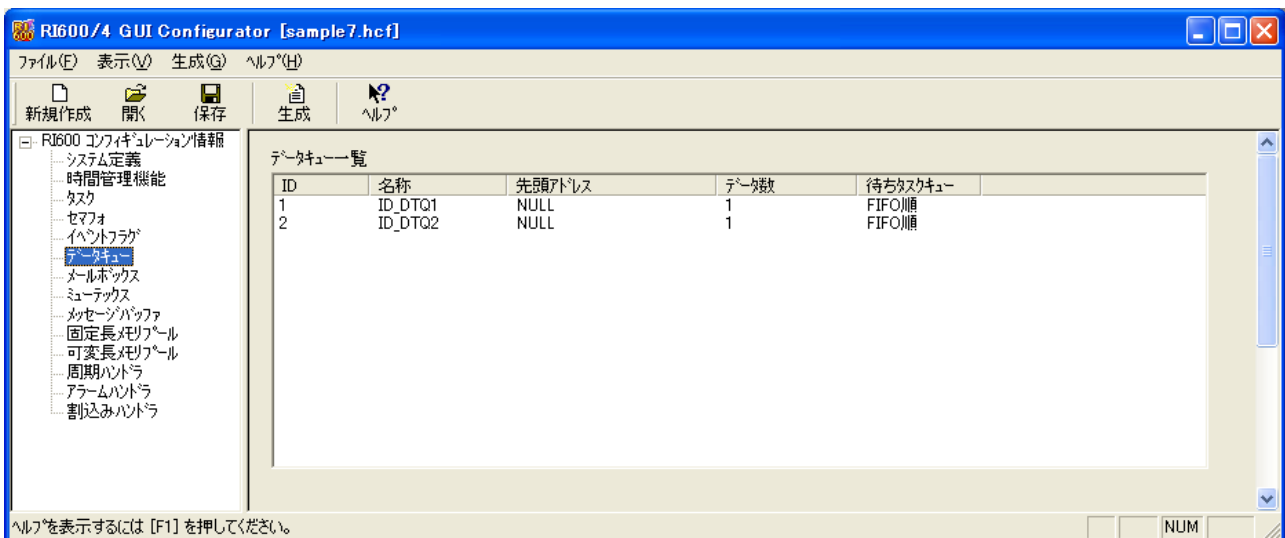 RI600/4 GUI Configurator [sample7.hcf]
ﾌｧｲﾙ(F) 表示(V) 生成(G) ﾍﾙﾌﾟ(H)
新規作成 開く 保存 生成 ﾍﾙﾌﾟ
RI600 ｺﾝﾌｨｷﾞｭﾚｰｼｮﾝ情報
ｼｽﾃﾑ定義
時間管理機能
ﾀｽｸ
ｾﾏﾌｫ
ｲﾍﾞﾝﾄﾌﾗｸﾞ
ﾃﾞｰﾀｷｭｰ
ﾒｰﾙﾎﾞｯｸｽ
ﾐｭｰﾃｯｸｽ
ﾒｯｾｰｼﾞﾊﾞｯﾌｧ
固定長ﾒﾓﾘﾌﾟｰﾙ
可変長ﾒﾓﾘﾌﾟｰﾙ
周期ﾊﾝﾄﾞﾗ
ｱﾗｰﾑﾊﾝﾄﾞﾗ
割込みﾊﾝﾄﾞﾗ
ﾃﾞｰﾀｷｭｰ一覧
ID 名称 先頭ｱﾄﾞﾚｽ ﾃﾞｰﾀ数 待ちﾀｽｸｷｭｰ
1 ID_DTQ1 NULL 1 FIFO順
2 ID_DTQ2 NULL 1 FIFO順
ﾍﾙﾌﾟを表示するには [F1] を押してください。
NUM